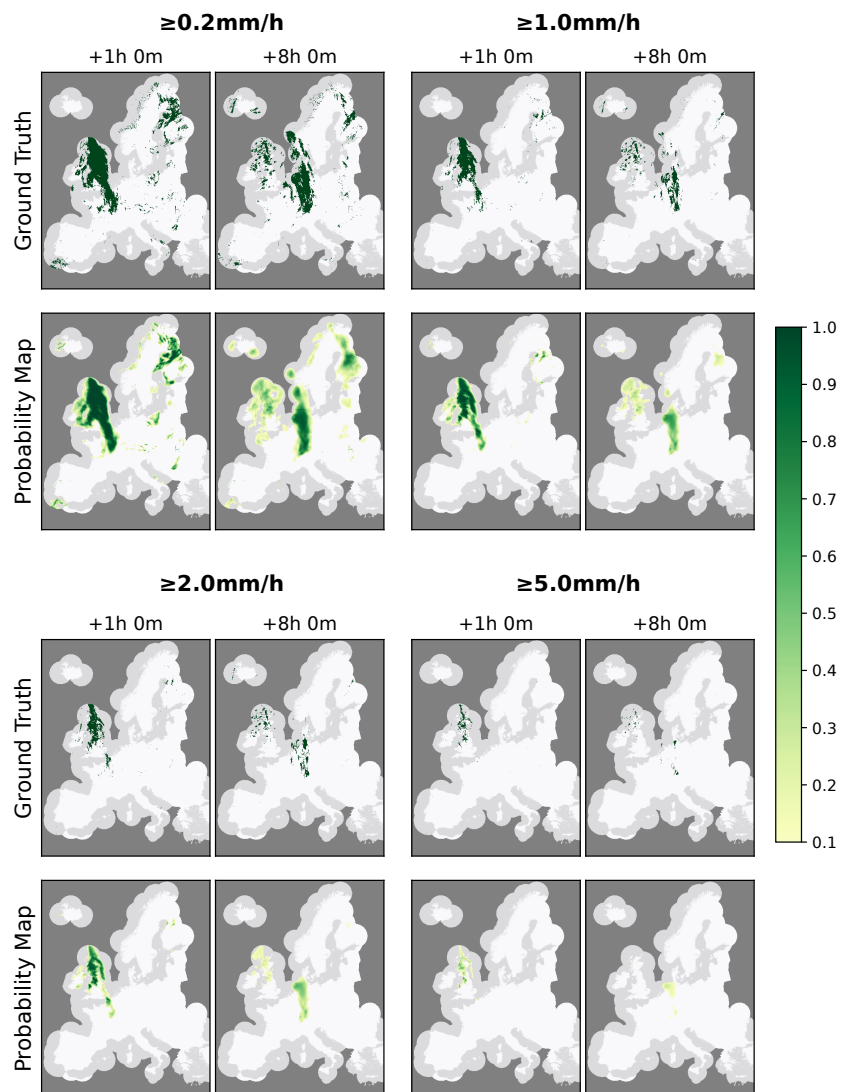 ≥0.2mm/h ≥1.0mm/h
+1h 0m +8h 0m +1h 0m +8h 0m
Ground Truth
Probability Map
≥2.0mm/h ≥5.0mm/h
+1h 0m +8h 0m +1h 0m +8h 0m
Ground Truth
Probability Map
1.0
0.9
0.8
0.7
0.6
0.5
0.4
0.3
0.2
0.1